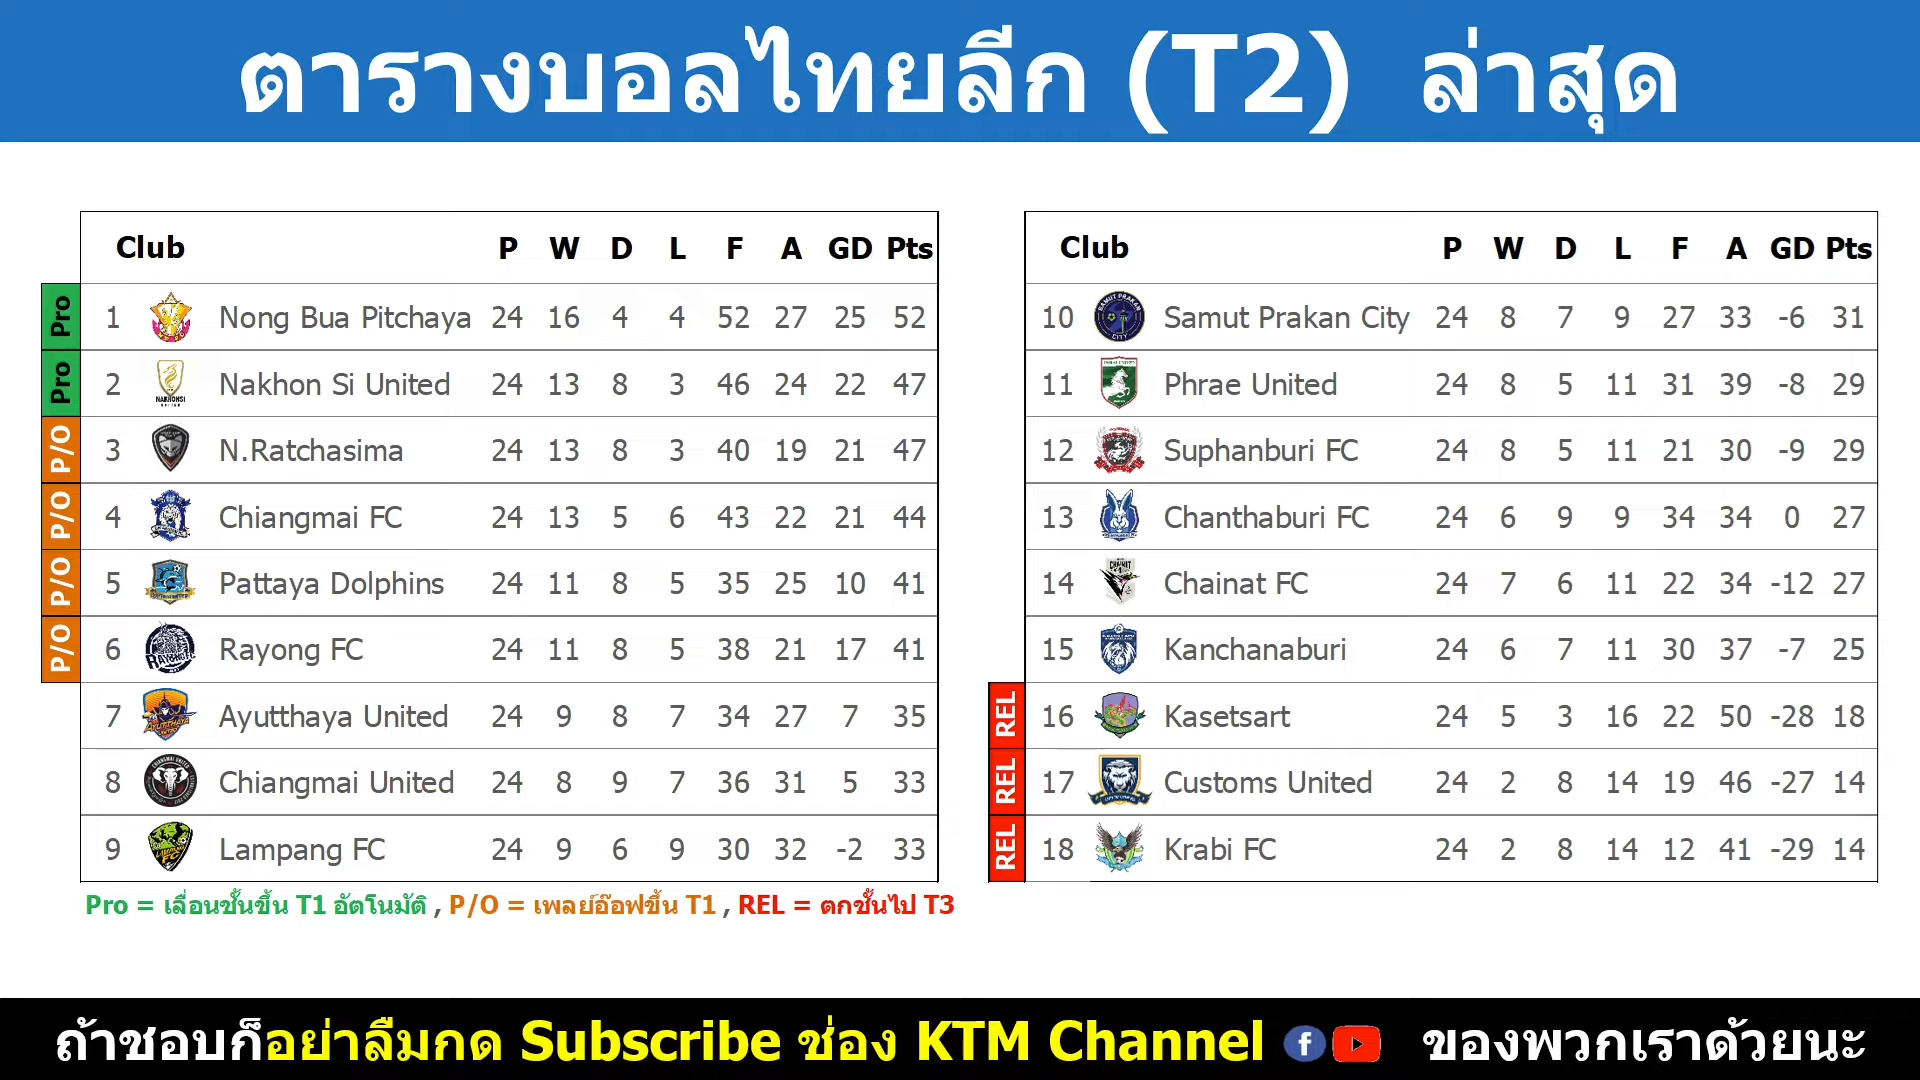 ตารางบอลไทยลีก (T2) ล่าสุด
Club P W D L F A GD Pts
Pro 1 Nong Bua Pitchaya 24 16 4 4 52 27 25 52
Pro 2 Nakhon Si United 24 13 8 3 46 24 22 47
P/O 3 N.Ratchasima 24 13 8 3 40 19 21 47
P/O 4 Chiangmai FC 24 13 5 6 43 22 21 44
P/O 5 Pattaya Dolphins 24 11 8 5 35 25 10 41
P/O 6 Rayong FC 24 11 8 5 38 21 17 41
7 Ayutthaya United 24 9 8 7 34 27 7 35
8 Chiangmai United 24 8 9 7 36 31 5 33
9 Lampang FC 24 9 6 9 30 32 -2 33
Pro = เลื่อนชั้นขึ้น T1 อัตโนมัติ , P/O = เพลย์อ๊อฟขึ้น T1 , REL = ตกชั้นไป T3
Club P W D L F A GD Pts
10 Samut Prakan City 24 8 7 9 27 33 -6 31
11 Phrae United 24 8 5 11 31 39 -8 29
12 Suphanburi FC 24 8 5 11 21 30 -9 29
13 Chanthaburi FC 24 6 9 9 34 34 0 27
14 Chainat FC 24 7 6 11 22 34 -12 27
15 Kanchanaburi 24 6 7 11 30 37 -7 25
REL 16 Kasetsart 24 5 3 16 22 50 -28 18
REL 17 Customs United 24 2 8 14 19 46 -27 14
REL 18 Krabi FC 24 2 8 14 12 41 -29 14
ถ้าชอบก็อย่าลืมกด Subscribe ช่อง KTM Channel ของพวกเราด้วยนะ